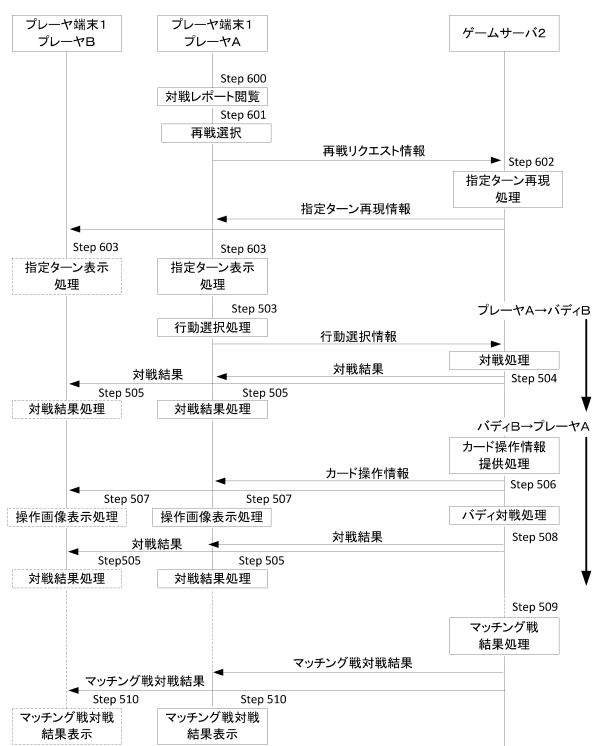 プレーヤ端末１
プレーヤB
プレーヤ端末１
プレーヤA
ゲームサーバ２
Step 600
対戦レポート閲覧
Step 601
再戦選択
再戦リクエスト情報
Step 602
指定ターン再現
処理
指定ターン再現情報
Step 603
Step 603
指定ターン表示
処理
指定ターン表示
処理
Step 503
行動選択処理
プレーヤA→バディB
行動選択情報
対戦処理
対戦結果
対戦結果
Step 504
Step 505
Step 505
対戦結果処理
対戦結果処理
バディB→プレーヤA
カード操作情報
提供処理
カード操作情報
Step 506
Step 507
Step 507
操作画像表示処理
操作画像表示処理
バディ対戦処理
対戦結果
対戦結果
Step 508
Step505
Step 505
対戦結果処理
対戦結果処理
Step 509
マッチング戦
結果処理
マッチング戦対戦結果
マッチング戦対戦結果
Step 510
Step 510
マッチング戦対戦
結果表示
マッチング戦対戦
結果表示